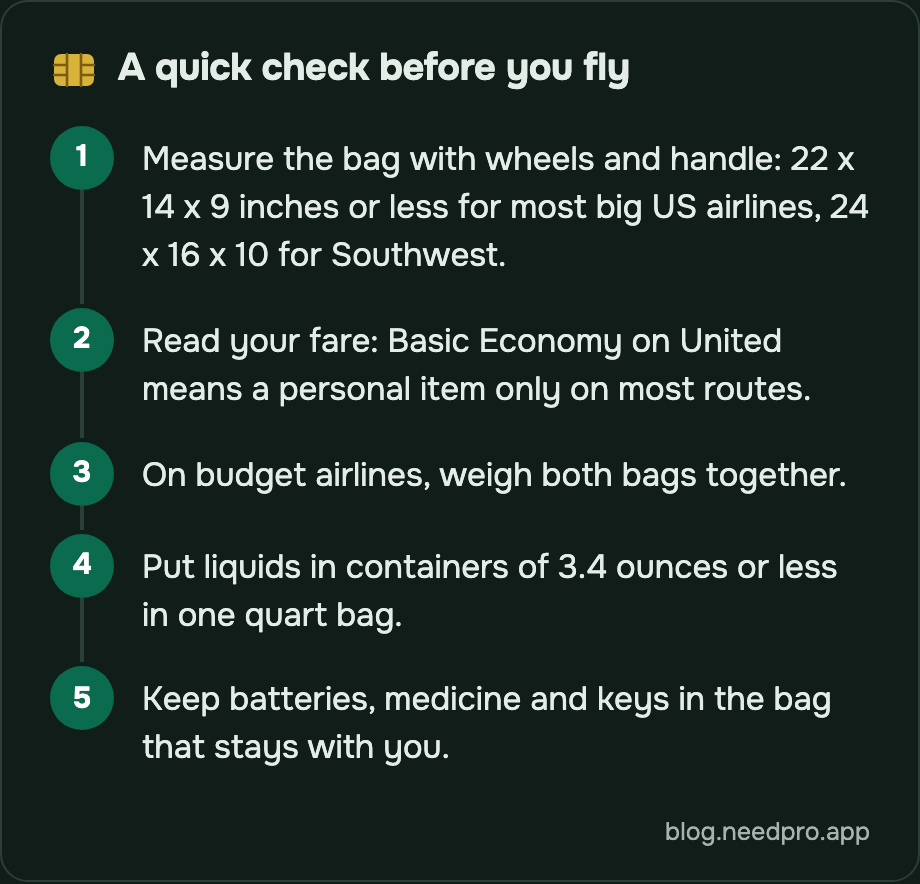 A quick check before you fly
1
Measure the bag with wheels and handle: 22 x
14 x 9 inches or less for most big US airlines, 24
x 16 x 10 for Southwest.
2
Read your fare: Basic Economy on United
means a personal item only on most routes.
3
On budget airlines, weigh both bags together.
4
Put liquids in containers of 3.4 ounces or less
in one quart bag.
5
Keep batteries, medicine and keys in the bag
that stays with you.
blog.needpro.app